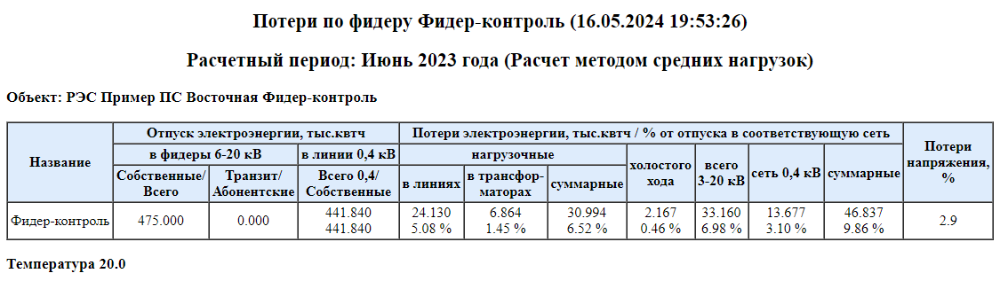 Потери по фидеру Фидер-контроль (16.05.2024 19:53:26)
Расчетный период: Июнь 2023 года (Расчет методом средних нагрузок)
Объект: РЭС Пример ПС Восточная Фидер-контроль
Название
Отпуск электроэнергии, тыс.квтч
Потери электроэнергии, тыс.квтч / % от отпуска в соответствующую сеть
Потери
напряжения,
%
в фидеры 6-20 кВ
в линии 0,4 кВ
нагрузочные
холостого
хода
всего
3-20 кВ
сеть 0,4 кВ
суммарные
Собственные/
Всего
Транзит/
Абонентские
Всего 0,4/
Собственные
в линиях
в трансфор-
маторах
суммарные
Фидер-контроль
475.000
0.000
441.840
441.840
24.130
5.08 %
6.864
1.45 %
30.994
6.52 %
2.167
0.46 %
33.160
6.98 %
13.677
3.10 %
46.837
9.86 %
2.9
Температура 20.0